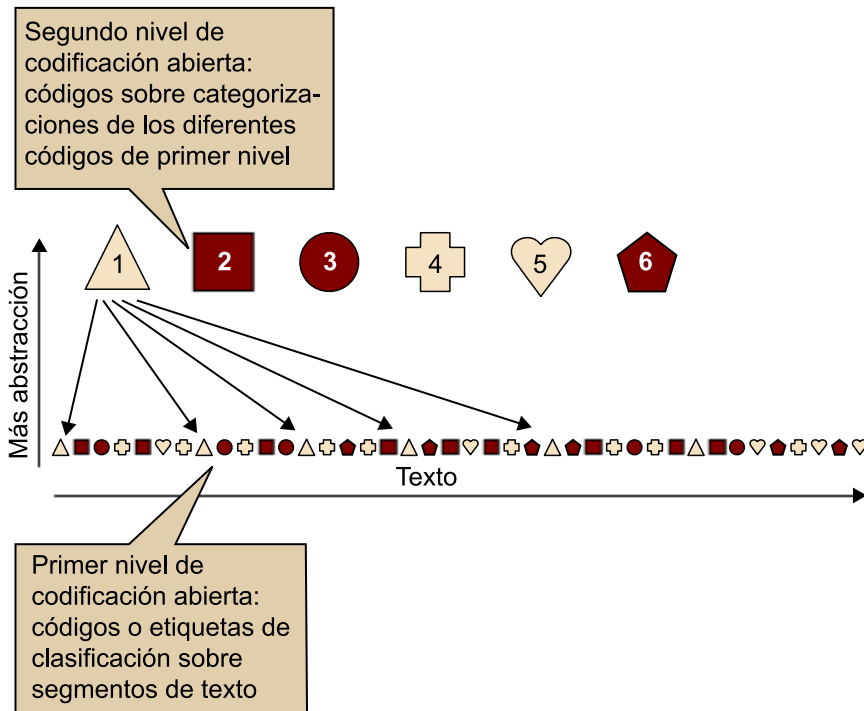 Segundo nivel de
codificación abierta:
códigos sobre categoriza-
ciones de los diferentes
códigos de primer nivel
1
2
3
4
5
6
Más abstracción
Texto
Primer nivel de
codificación abierta:
códigos o etiquetas de
clasificación sobre
segmentos de texto